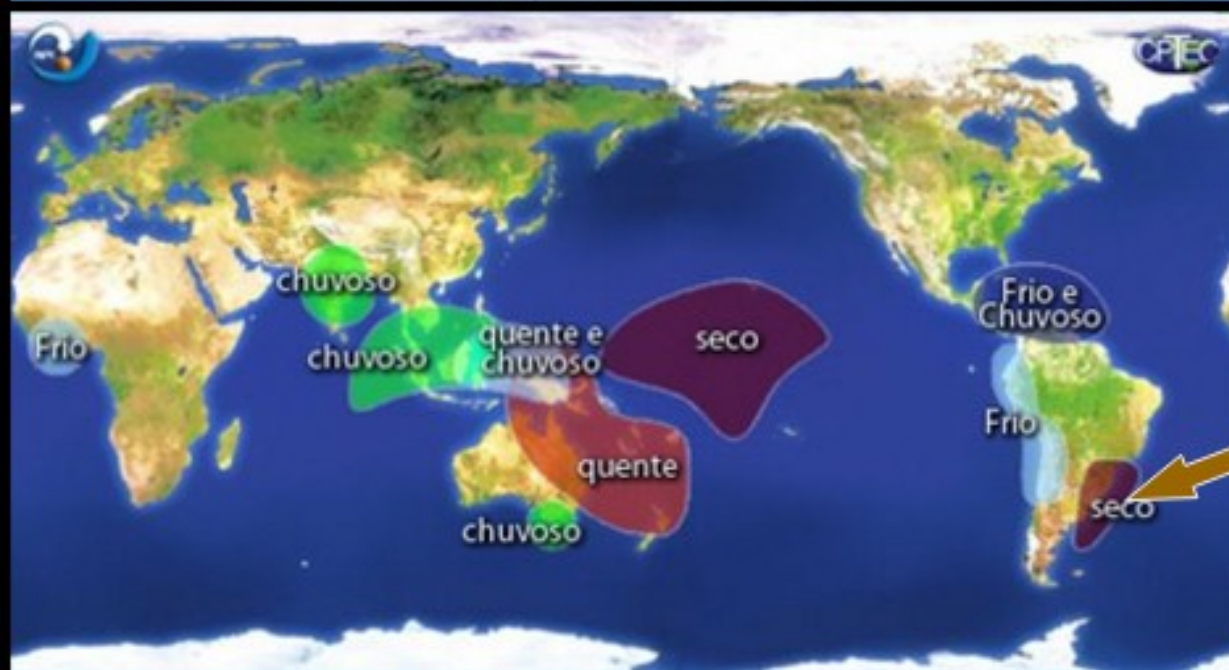 CPTEC
chuvoso
Frio e
Chuvoso
quente e
chuvoso
seco
Frio
chuvoso
Frio
quente
seco
chuvoso